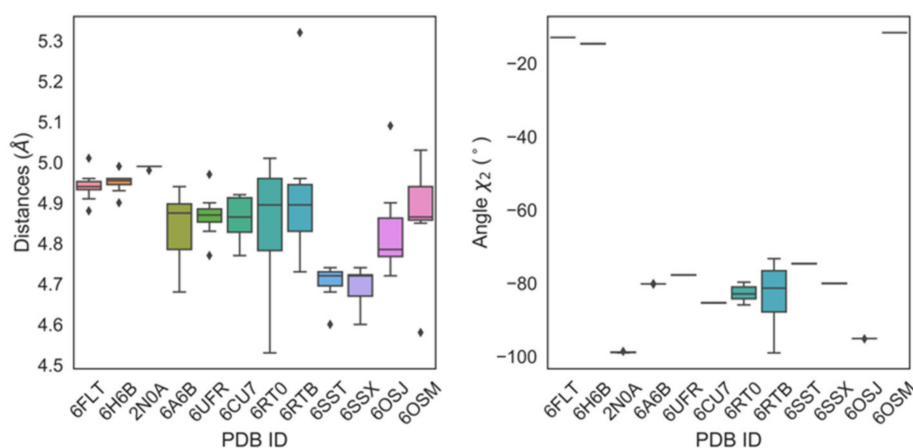 Distances (Å)
5.3
5.2
5.1
5.0
4.9
4.8
4.7
4.6
4.5
6FLT 6H6B 2N0A 6A6B 6UFR 6CU7 6RT0 6RTB 6SST 6SSX 6OSJ 6OSM
PDB ID
Angle χ2 (°)
−20
−40
−60
−80
−100
6FLT 6H6B 2N0A 6A6B 6UFR 6CU7 6RT0 6RTB 6SST 6SSX 6OSJ 6OSM
PDB ID